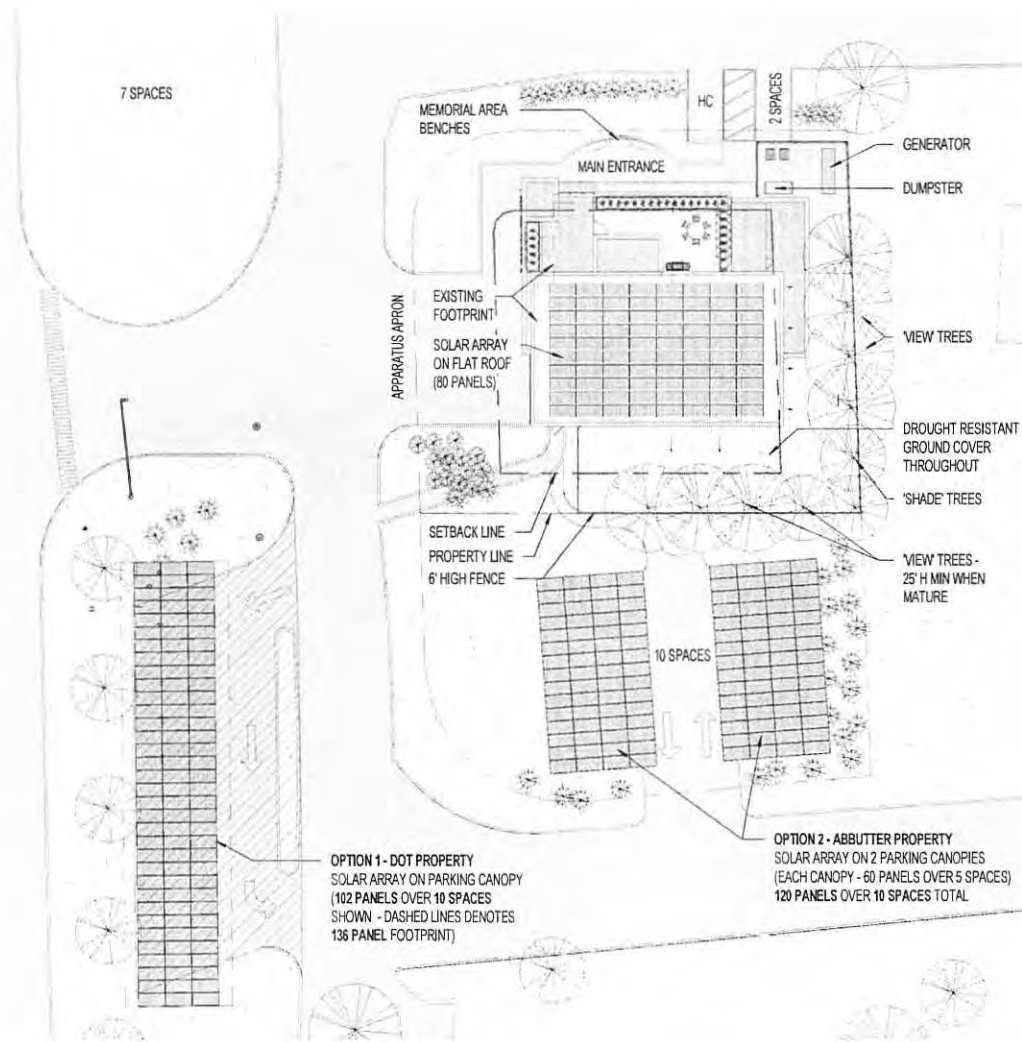 7 SPACES
MEMORIAL AREA
BENCHES
HC
2 SPACES
MAIN ENTRANCE
GENERATOR
DUMPSTER
APPARATUS APRON
EXISTING
FOOTPRINT
SOLAR ARRAY
ON FLAT ROOF
(80 PANELS)
'VIEW TREES
DROUGHT RESISTANT
GROUND COVER
THROUGHOUT
'SHADE' TREES
SETBACK LINE
PROPERTY LINE
6' HIGH FENCE
'VIEW TREES -
25' H MIN WHEN
MATURE
10 SPACES
OPTION 1 - DOT PROPERTY
SOLAR ARRAY ON PARKING CANOPY
(102 PANELS OVER 10 SPACES
SHOWN - DASHED LINES DENOTES
136 PANEL FOOTPRINT)
OPTION 2 - ABBUTTER PROPERTY
SOLAR ARRAY ON 2 PARKING CANOPIES
(EACH CANOPY - 60 PANELS OVER 5 SPACES)
120 PANELS OVER 10 SPACES TOTAL